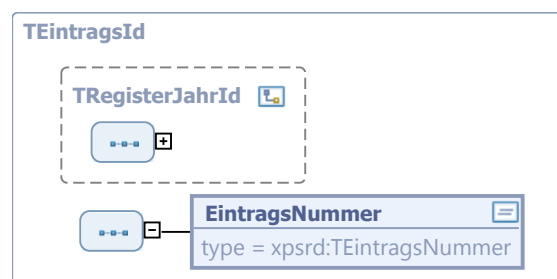 TEintragsId
TRegisterJahrId
EintragsNummer
type = xpsrd:TEintragsNummer